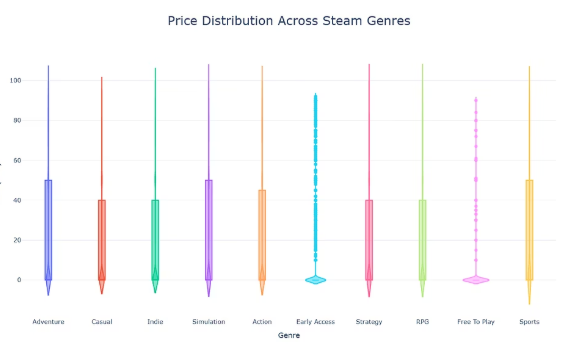 Price Distribution Across Steam Genres
100
80
60
40
20
0
Adventure Casual Indie Simulation Action Early Access Strategy RPG Free To Play Sports
Genre